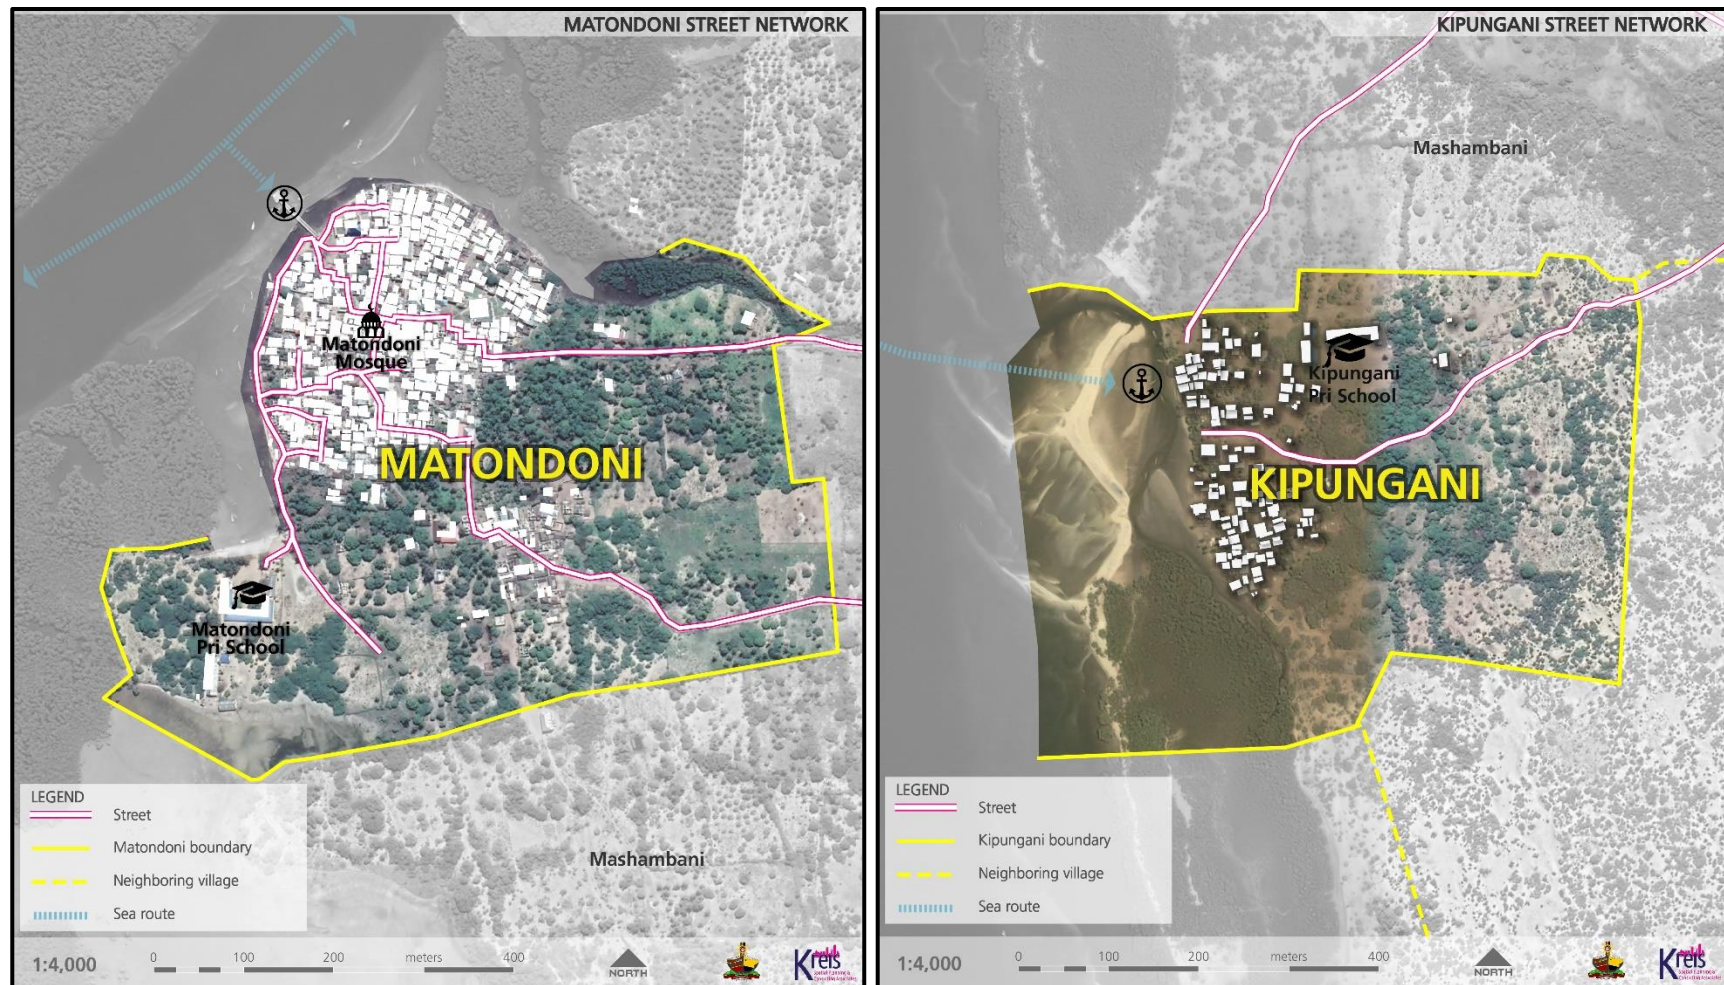 MATONDONI STREET NETWORK
Matondoni
Mosque
MATONDONI
Matondoni
Pri School
Mashambani
LEGEND
Street
Matondoni boundary
Neighboring village
Sea route
1:4,000
0 100 200 meters 400
NORTH
Kreis
KIPUNGANI STREET NETWORK
Mashambani
Kipungani
Pri School
KIPUNGANI
LEGEND
Street
Kipungani boundary
Neighboring village
Sea route
1:4,000
0 100 200 meters 400
NORTH
Kreis